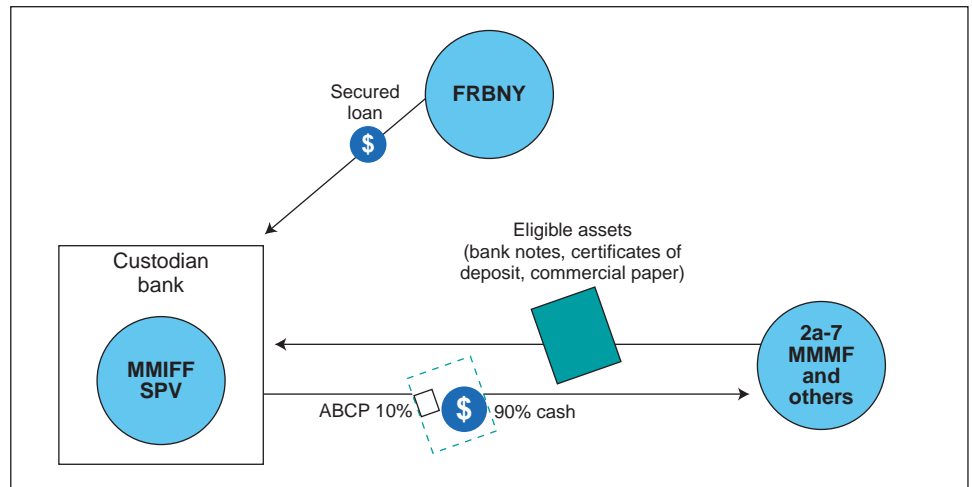 FRBNY
Secured
loan
$
Eligible assets
(bank notes, certificates of
deposit, commercial paper)
Custodian
bank
MMIFF
SPV
2a-7
MMMF
and
others
ABCP 10%
$
90% cash